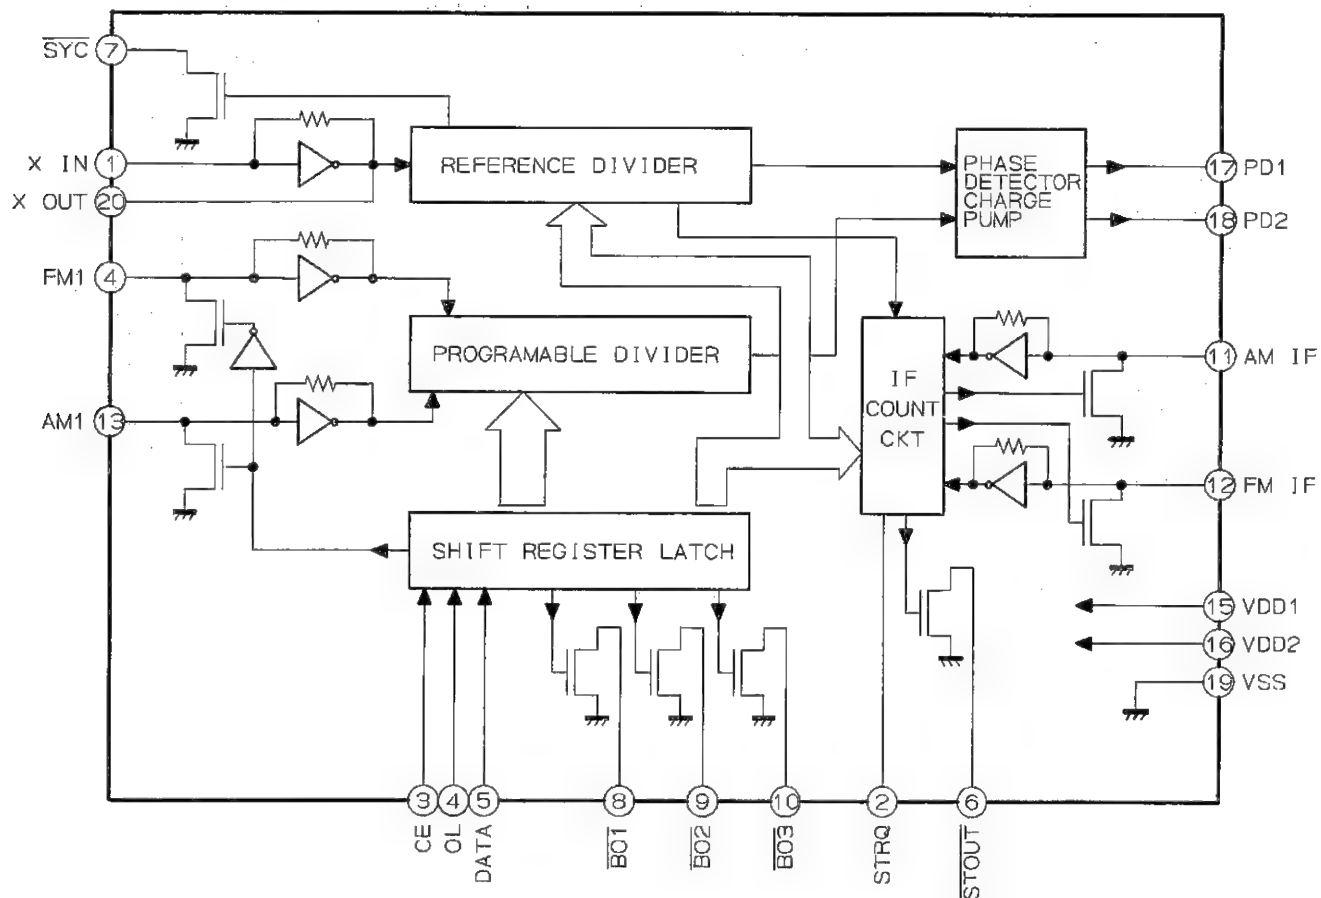 SYC 7
X IN 1
X OUT 20
FM1 4
AM1 13
REFERENCE DIVIDER
PROGRAMABLE DIVIDER
SHIFT REGISTER LATCH
PHASE
DETECTOR
CHARGE
PUMP
IF
COUNT
CKT
17 PD1
18 PD2
11 AM IF
12 FM IF
15 VDD1
16 VDD2
19 VSS
3 CE
4 OL
5 DATA
8 BO1
9 BO2
10 BO3
2 STRQ
6 STOUT